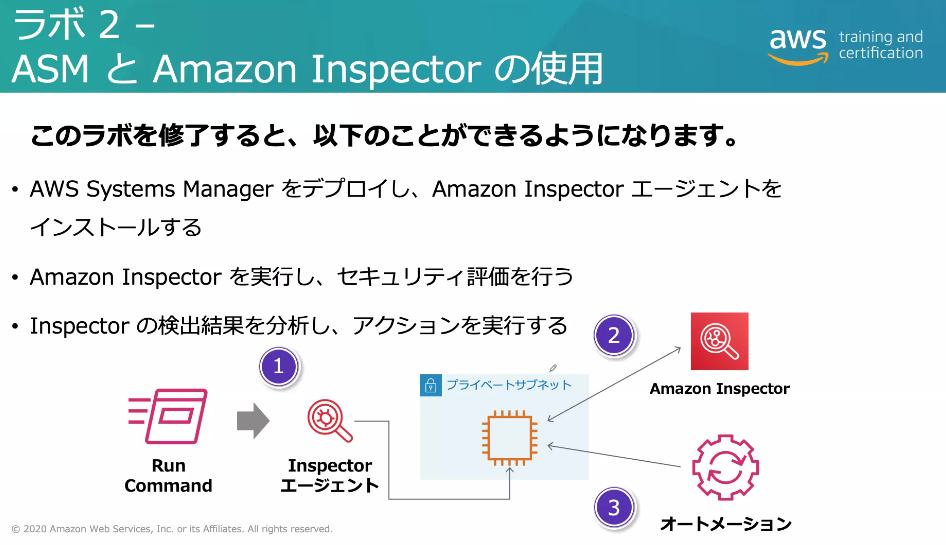 ラボ 2 –
ASM と Amazon Inspector の使用
aws training and
certification
このラボを修了すると、以下のことができるようになります。
• AWS Systems Manager をデプロイし、Amazon Inspector エージェントを
インストールする
• Amazon Inspector を実行し、セキュリティ評価を行う
• Inspector の検出結果を分析し、アクションを実行する
1
2
プライベートサブネット
Amazon Inspector
Run
Command
Inspector
エージェント
3
オートメーション
© 2020 Amazon Web Services, Inc. or its Affiliates. All rights reserved.